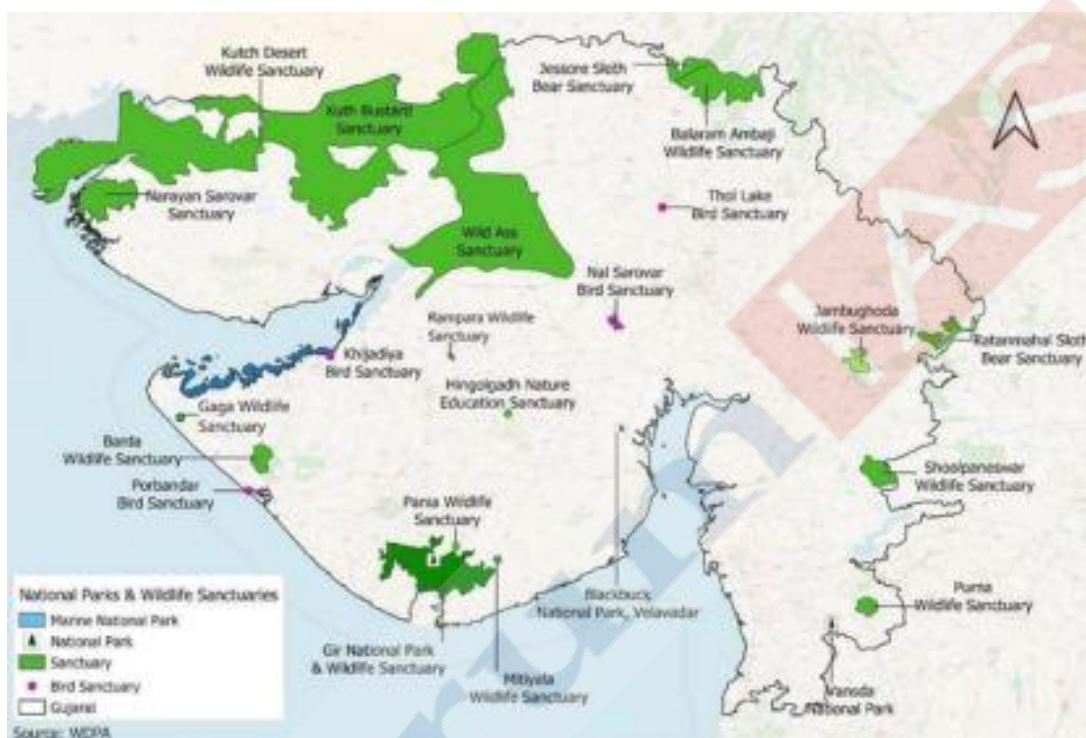 Kutch Desert
Wildlife Sanctuary
Jessore Sloth
Bear Sanctuary
Kuth Bustard
Sanctuary
Balaram Ambaji
Wildlife Sanctuary
Narayan Sarovar
Sanctuary
Thol Lake
Bird Sanctuary
Wild Ass
Sanctuary
Nal Sarovar
Bird Sanctuary
Rampara Wildlife
Sanctuary
Jambughoda
Wildlife Sanctuary
Ratanmahal Sloth
Bear Sanctuary
Khijadiya
Bird Sanctuary
Hingolgadh Nature
Education Sanctuary
Gaga Wildlife
Sanctuary
Barda
Wildlife Sanctuary
Shoolpaneswar
Wildlife Sanctuary
Porbandar
Bird Sanctuary
Pania Wildlife
Sanctuary
Blackbuck
National Park, Velavadar
Purna
Wildlife Sanctuary
Gir National Park
& Wildlife Sanctuary
Mitiyala
Wildlife Sanctuary
Vansda
National Park
National Parks & Wildlife Sanctuaries
Marine National Park
National Park
Sanctuary
Bird Sanctuary
Gujarat
Source: WDPA
IAS